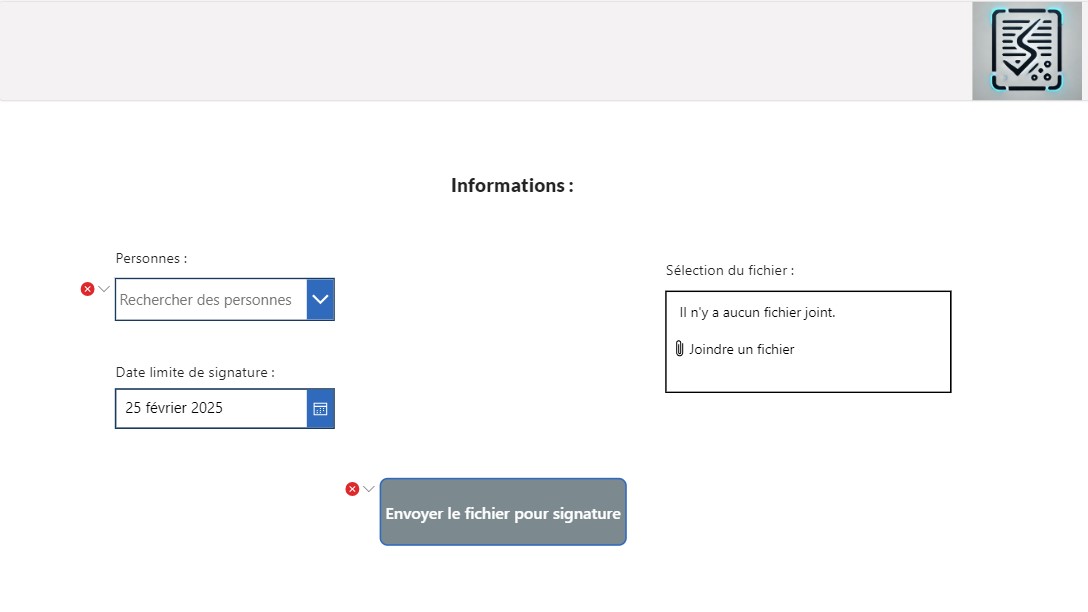 Informations :
Personnes :
Rechercher des personnes
Sélection du fichier :
Il n'y a aucun fichier joint.
Joindre un fichier
Date limite de signature :
25 février 2025
Envoyer le fichier pour signature